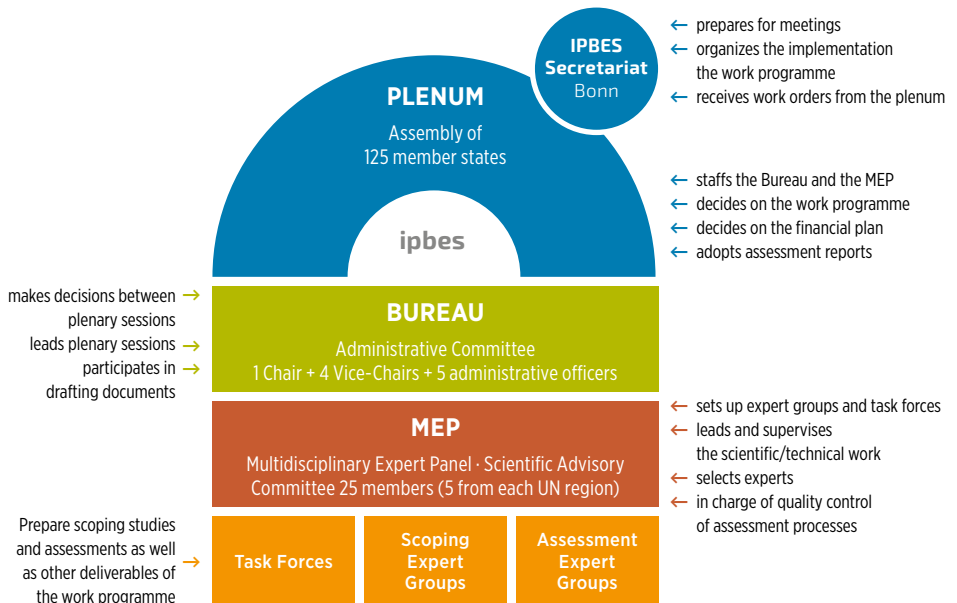 IPBES
Secretariat
Bonn
← prepares for meetings
← organizes the implementation
the work programme
← receives work orders from the plenum
PLENUM
Assembly of
125 member states
ipbes
← staffs the Bureau and the MEP
← decides on the work programme
← decides on the financial plan
← adopts assessment reports
makes decisions between →
plenary sessions
leads plenary sessions →
participates in →
drafting documents
BUREAU
Administrative Committee
1 Chair + 4 Vice-Chairs + 5 administrative officers
MEP
Multidisciplinary Expert Panel · Scientific Advisory
Committee 25 members (5 from each UN region)
← sets up expert groups and task forces
← leads and supervises
the scientific/technical work
← selects experts
← in charge of quality control
of assessment processes
Prepare scoping studies
and assessments as well
as other deliverables of →
the work programme
Task Forces
Scoping
Expert
Groups
Assessment
Expert
Groups